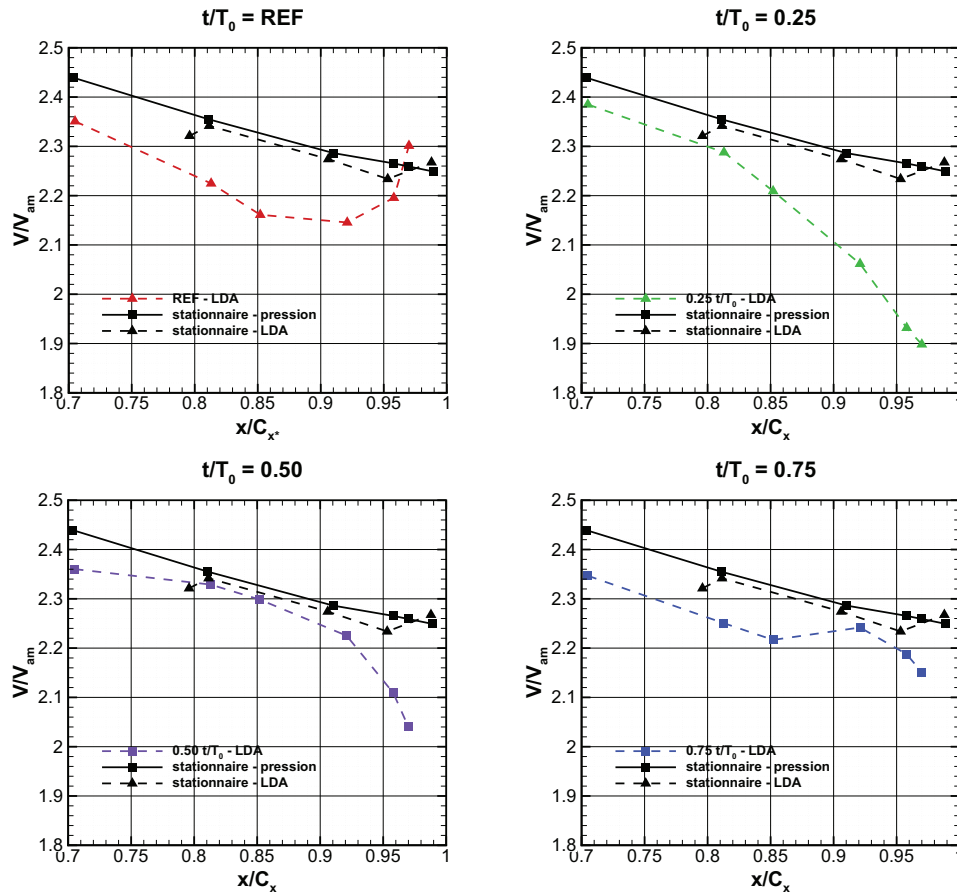 t/T0 = REF
2.5
2.4
2.3
2.2
2.1
2
1.9
1.8
V/Vam
REF - LDA
stationnaire - pression
stationnaire - LDA
0.7 0.75 0.8 0.85 0.9 0.95 1
x/Cx*
t/T0 = 0.25
2.5
2.4
2.3
2.2
2.1
2
1.9
1.8
V/Vam
0.25 t/T0 - LDA
stationnaire - pression
stationnaire - LDA
0.7 0.75 0.8 0.85 0.9 0.95 1
x/Cx
t/T0 = 0.50
2.5
2.4
2.3
2.2
2.1
2
1.9
1.8
V/Vam
0.50 t/T0 - LDA
stationnaire - pression
stationnaire - LDA
0.7 0.75 0.8 0.85 0.9 0.95 1
x/Cx
t/T0 = 0.75
2.5
2.4
2.3
2.2
2.1
2
1.9
1.8
V/Vam
0.75 t/T0 - LDA
stationnaire - pression
stationnaire - LDA
0.7 0.75 0.8 0.85 0.9 0.95 1
x/Cx